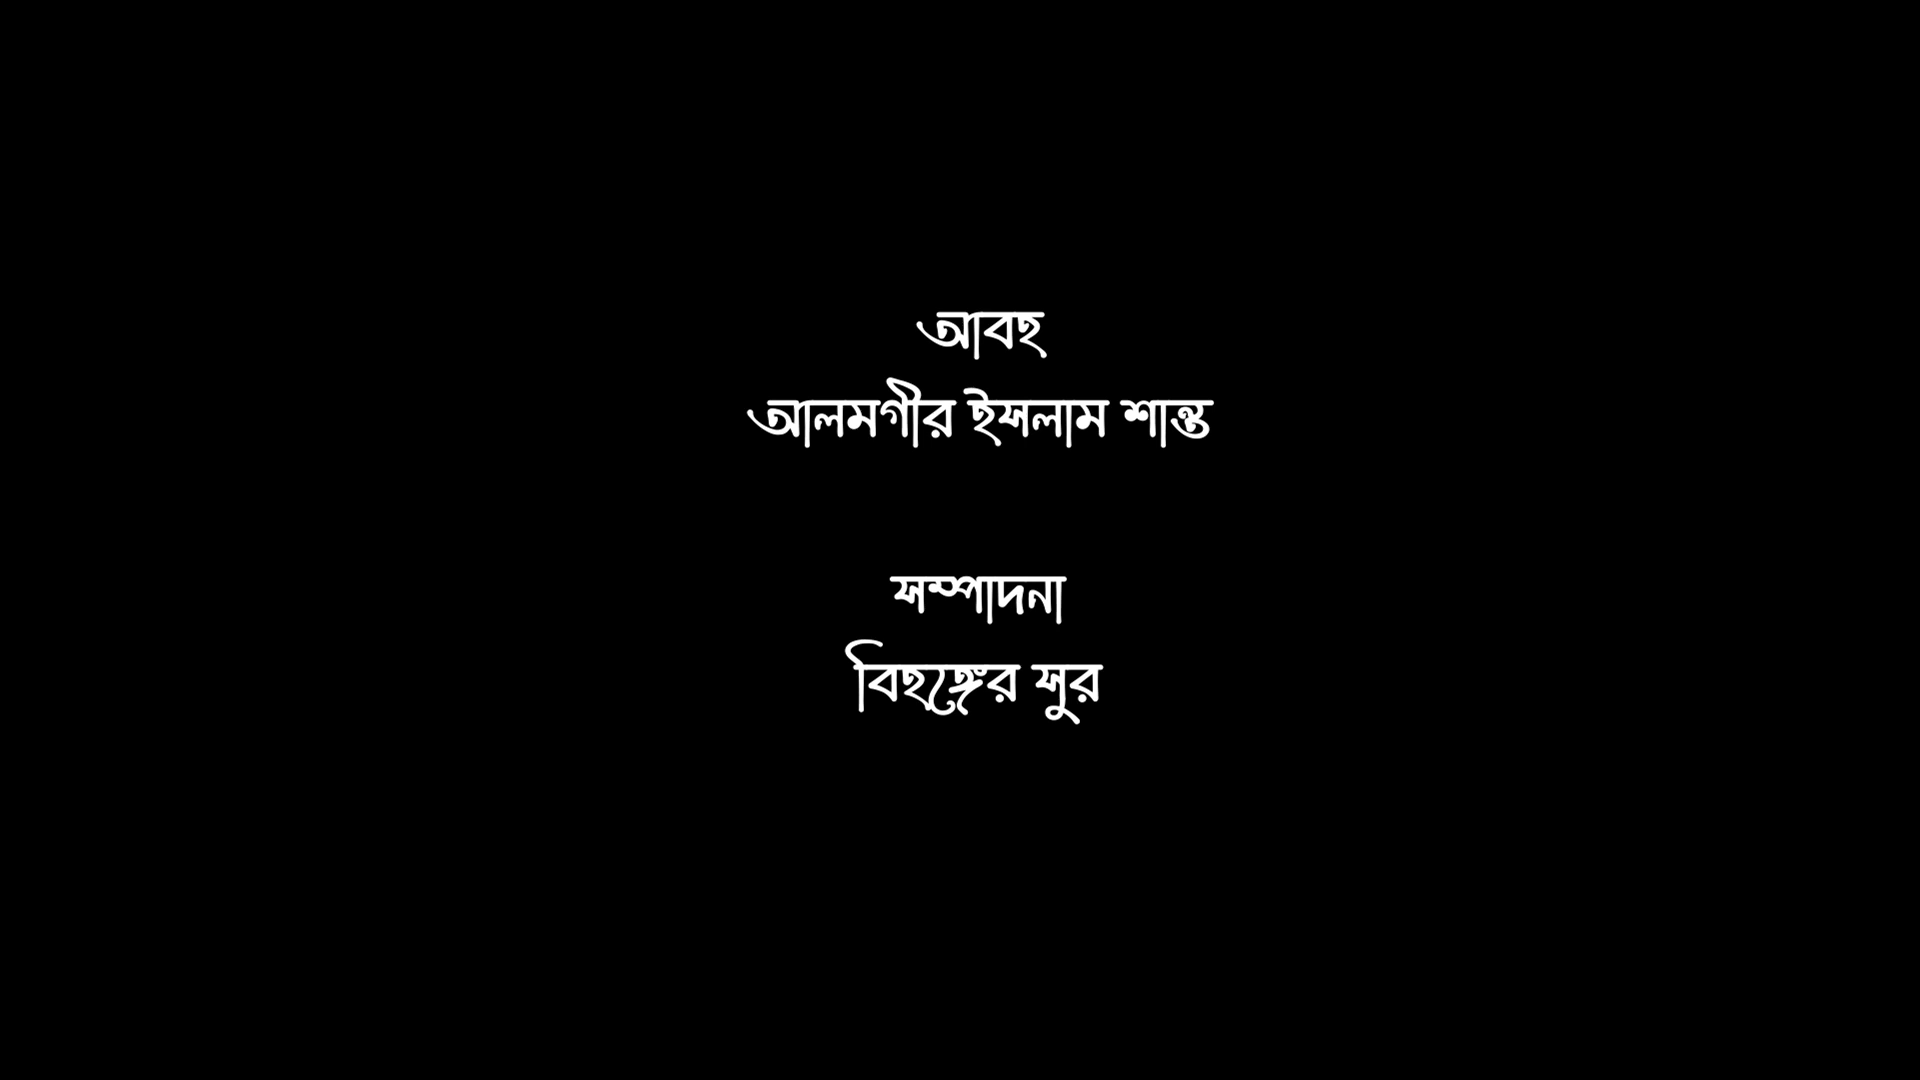 আবহ
আলমগীর ইসলাম শান্ত
সম্পাদনা
বিহঙ্গের সুর